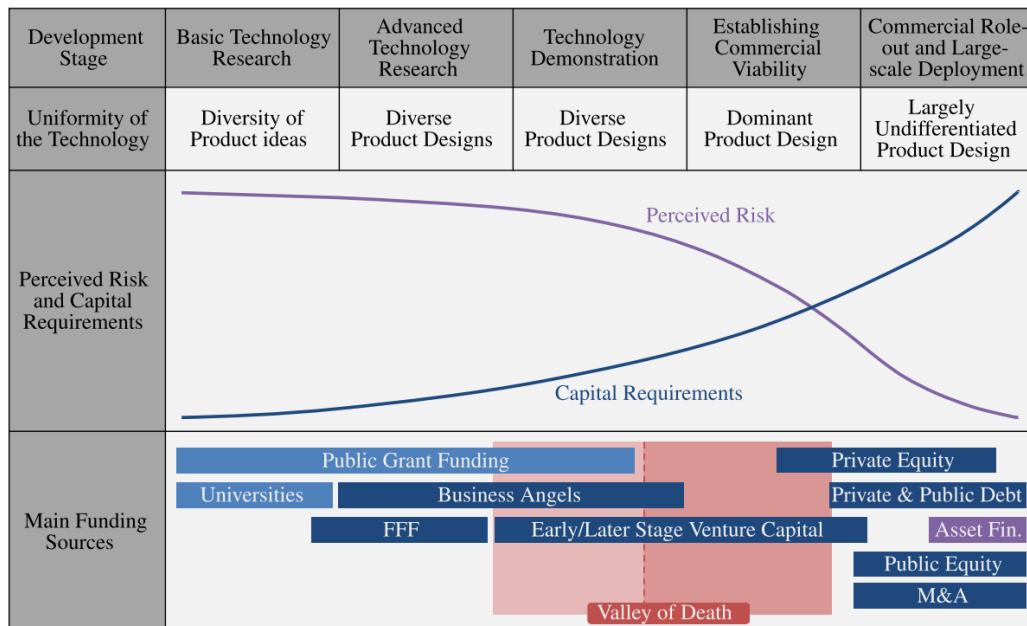 Development
Stage
Basic Technology
Research
Advanced
Technology
Research
Technology
Demonstration
Establishing
Commercial
Viability
Commercial Role-
out and Large-
scale Deployment
Uniformity of
the Technology
Diversity of
Product ideas
Diverse
Product Designs
Diverse
Product Designs
Dominant
Product Design
Largely
Undifferentiated
Product Design
Perceived Risk
and Capital
Requirements
Perceived Risk
Capital Requirements
Main Funding
Sources
Public Grant Funding
Private Equity
Universities
Business Angels
Private & Public Debt
FFF
Early/Later Stage Venture Capital
Asset Fin.
Public Equity
M&A
Valley of Death